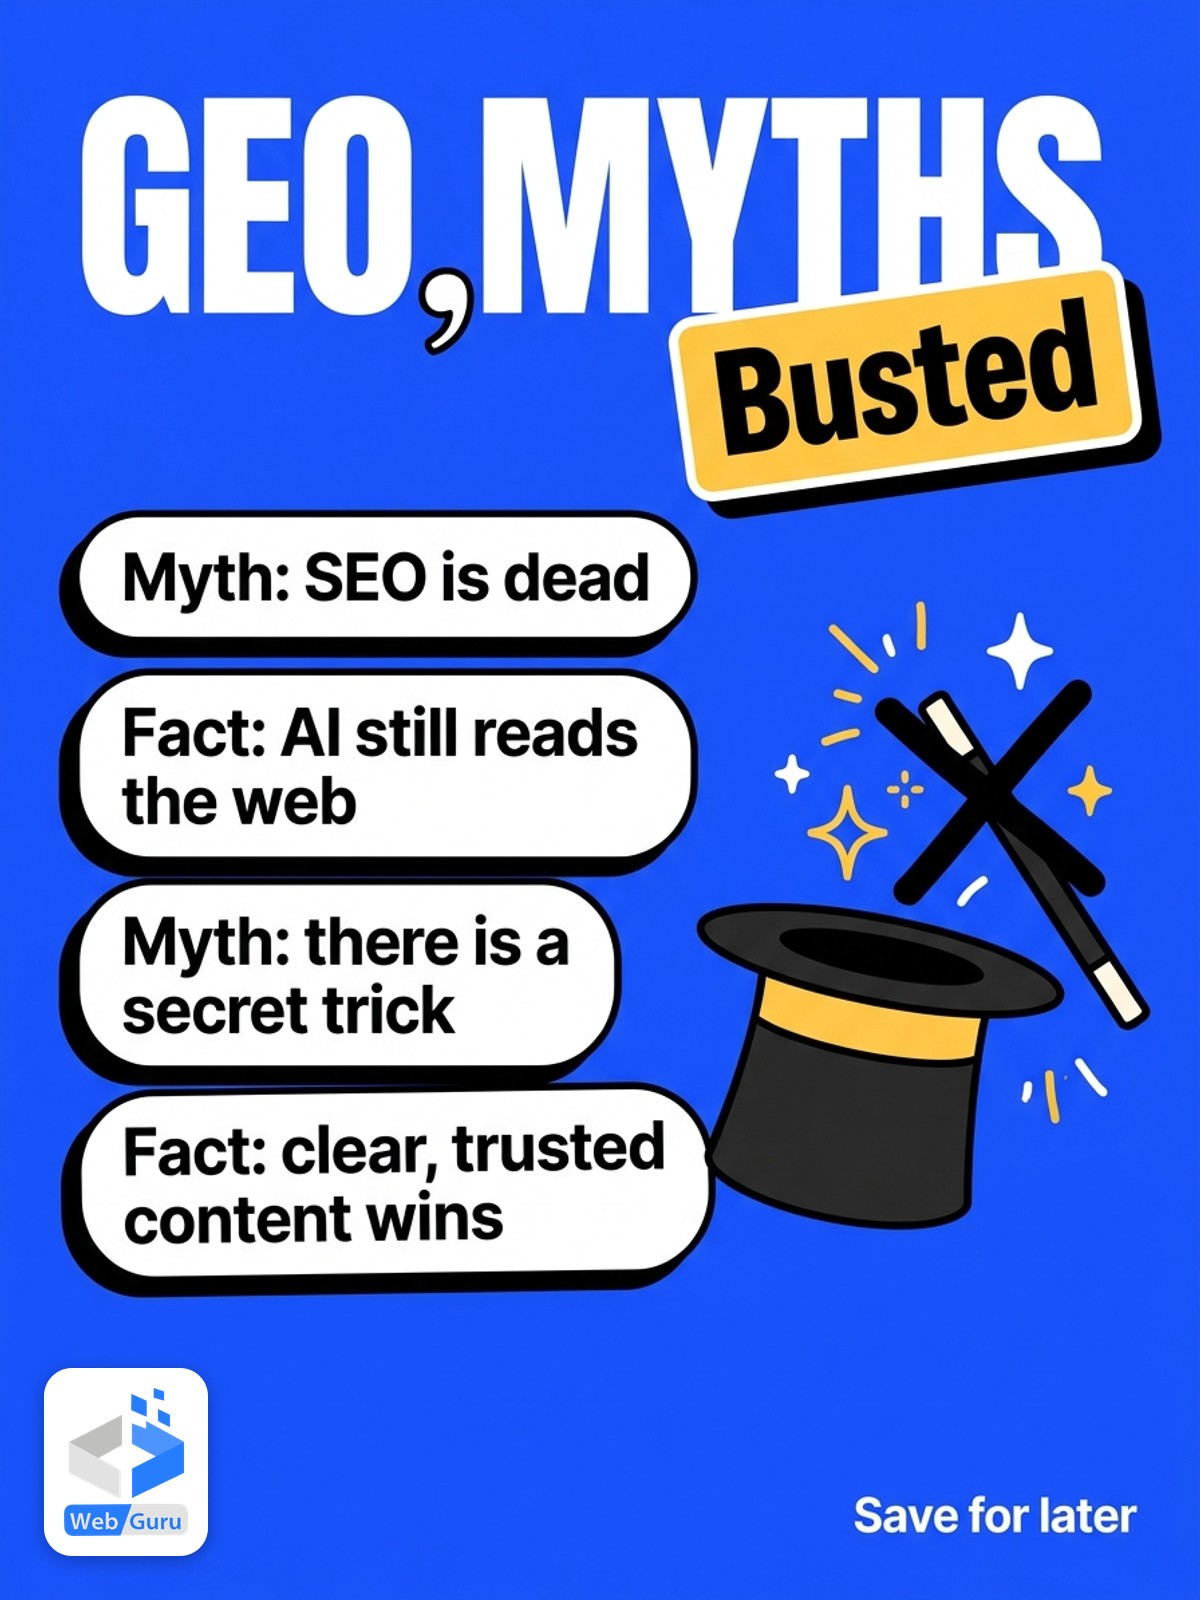 GEO, MYTHS
Busted
Myth: SEO is dead
Fact: AI still reads
the web
Myth: there is a
secret trick
Fact: clear, trusted
content wins
Web/Guru
Save for later